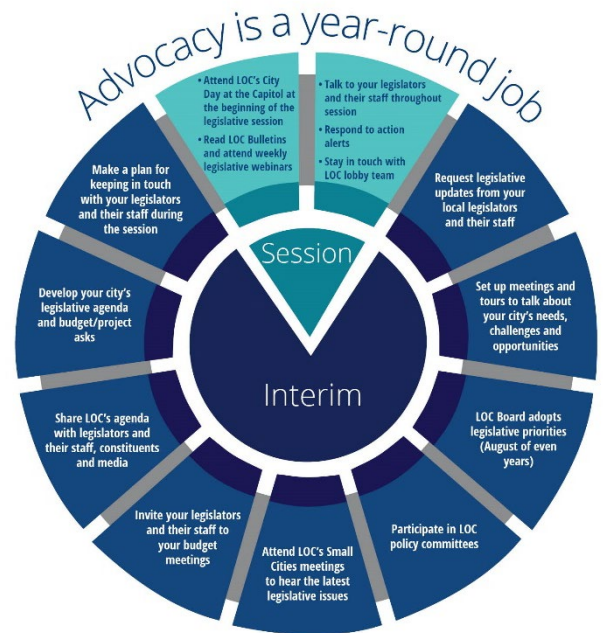 Advocacy is a year-round job
• Attend LOC's City
Day at the Capitol at
the beginning of the
legislative session
• Read LOC Bulletins
and attend weekly
legislative webinars
• Talk to your legislators
and their staff throughout
session
• Respond to action
alerts
• Stay in touch with
LOC lobby team
Request legislative
updates from your
local legislators
and their staff
Set up meetings and
tours to talk about
your city's needs,
challenges and
opportunities
LOC Board adopts
legislative priorities
(August of even
years)
Participate in LOC
policy committees
Attend LOC's Small
Cities meetings
to hear the latest
legislative issues
Invite your legislators
and their staff to
your budget
meetings
Share LOC's agenda
with legislators and
their staff, constituents
and media
Develop your city's
legislative agenda
and budget/project
asks
Make a plan for
keeping in touch
with your legislators
and their staff during
the session
Session
Interim